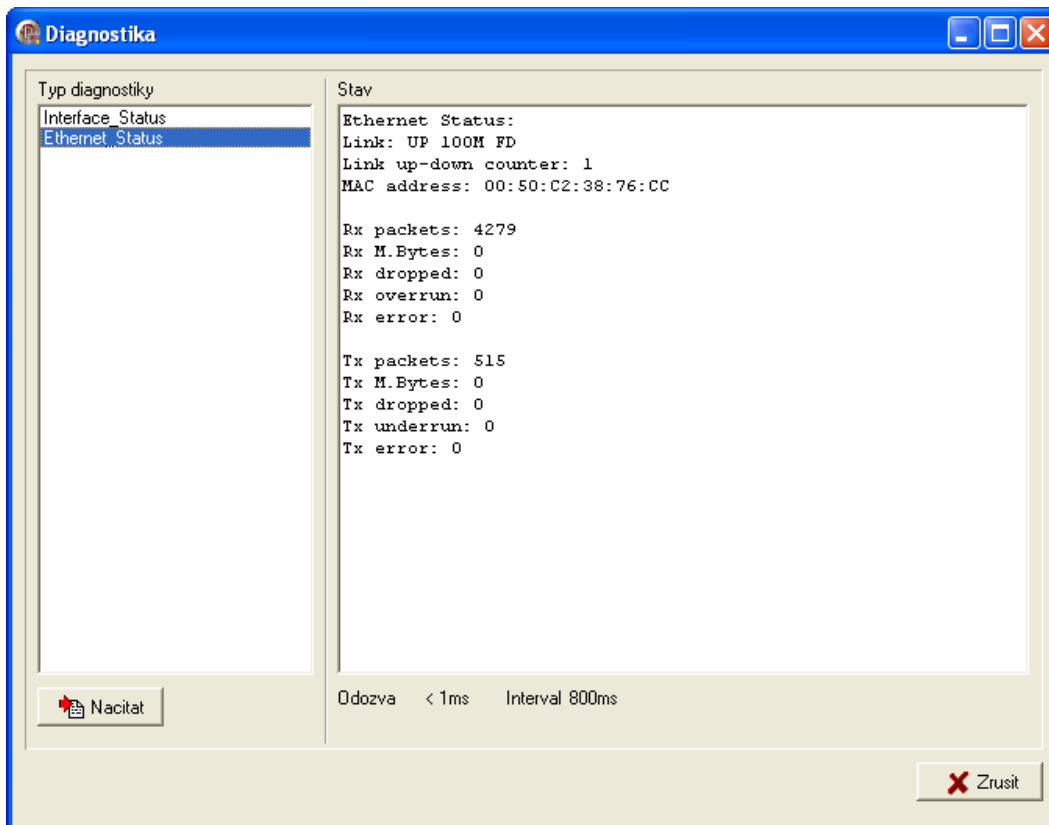 Diagnostika
Typ diagnostiky
Interface_Status
Ethernet_Status
Stav
Ethernet Status:
Link: UP 100M FD
Link up-down counter: 1
MAC address: 00:50:C2:38:76:CC
Rx packets: 4279
Rx M.Bytes: 0
Rx dropped: 0
Rx overrun: 0
Rx error: 0
Tx packets: 515
Tx M.Bytes: 0
Tx dropped: 0
Tx underrun: 0
Tx error: 0
Nacitat
Odozva < 1ms Interval 800ms
Zrusit